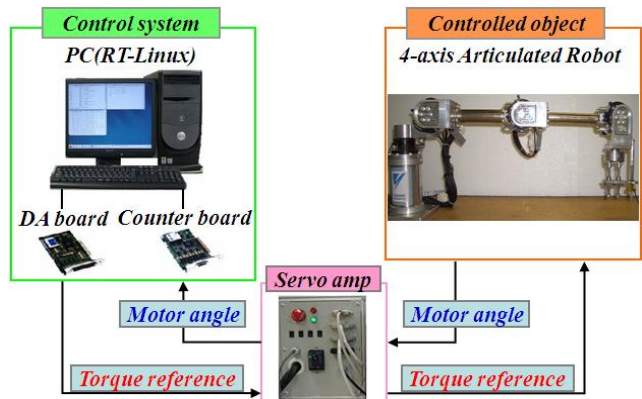 Control system
PC(RT-Linux)
DA board
Counter board
Controlled object
4-axis Articulated Robot
Servo amp
Motor angle
Motor angle
Torque reference
Torque reference